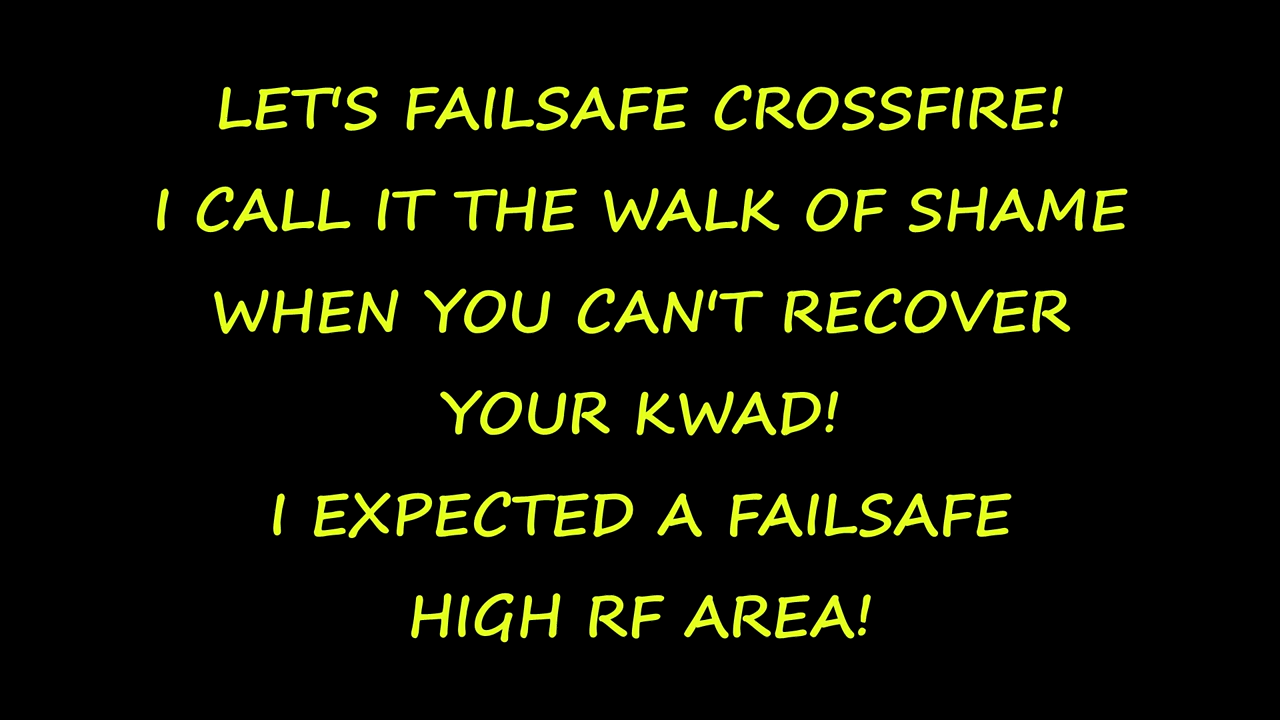 LET'S FAILSAFE CROSSFIRE!
I CALL IT THE WALK OF SHAME
WHEN YOU CAN'T RECOVER
YOUR KWAD!
I EXPECTED A FAILSAFE
HIGH RF AREA!